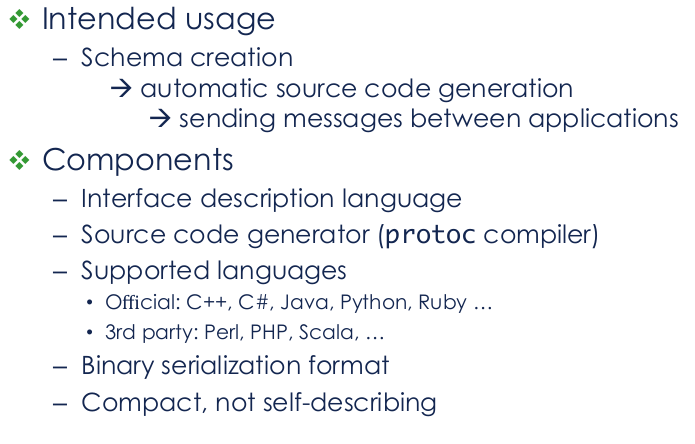 ❖ Intended usage
– Schema creation
→ automatic source code generation
→ sending messages between applications
❖ Components
– Interface description language
– Source code generator (protoc compiler)
– Supported languages
• Official: C++, C#, Java, Python, Ruby …
• 3rd party: Perl, PHP, Scala, …
– Binary serialization format
– Compact, not self-describing